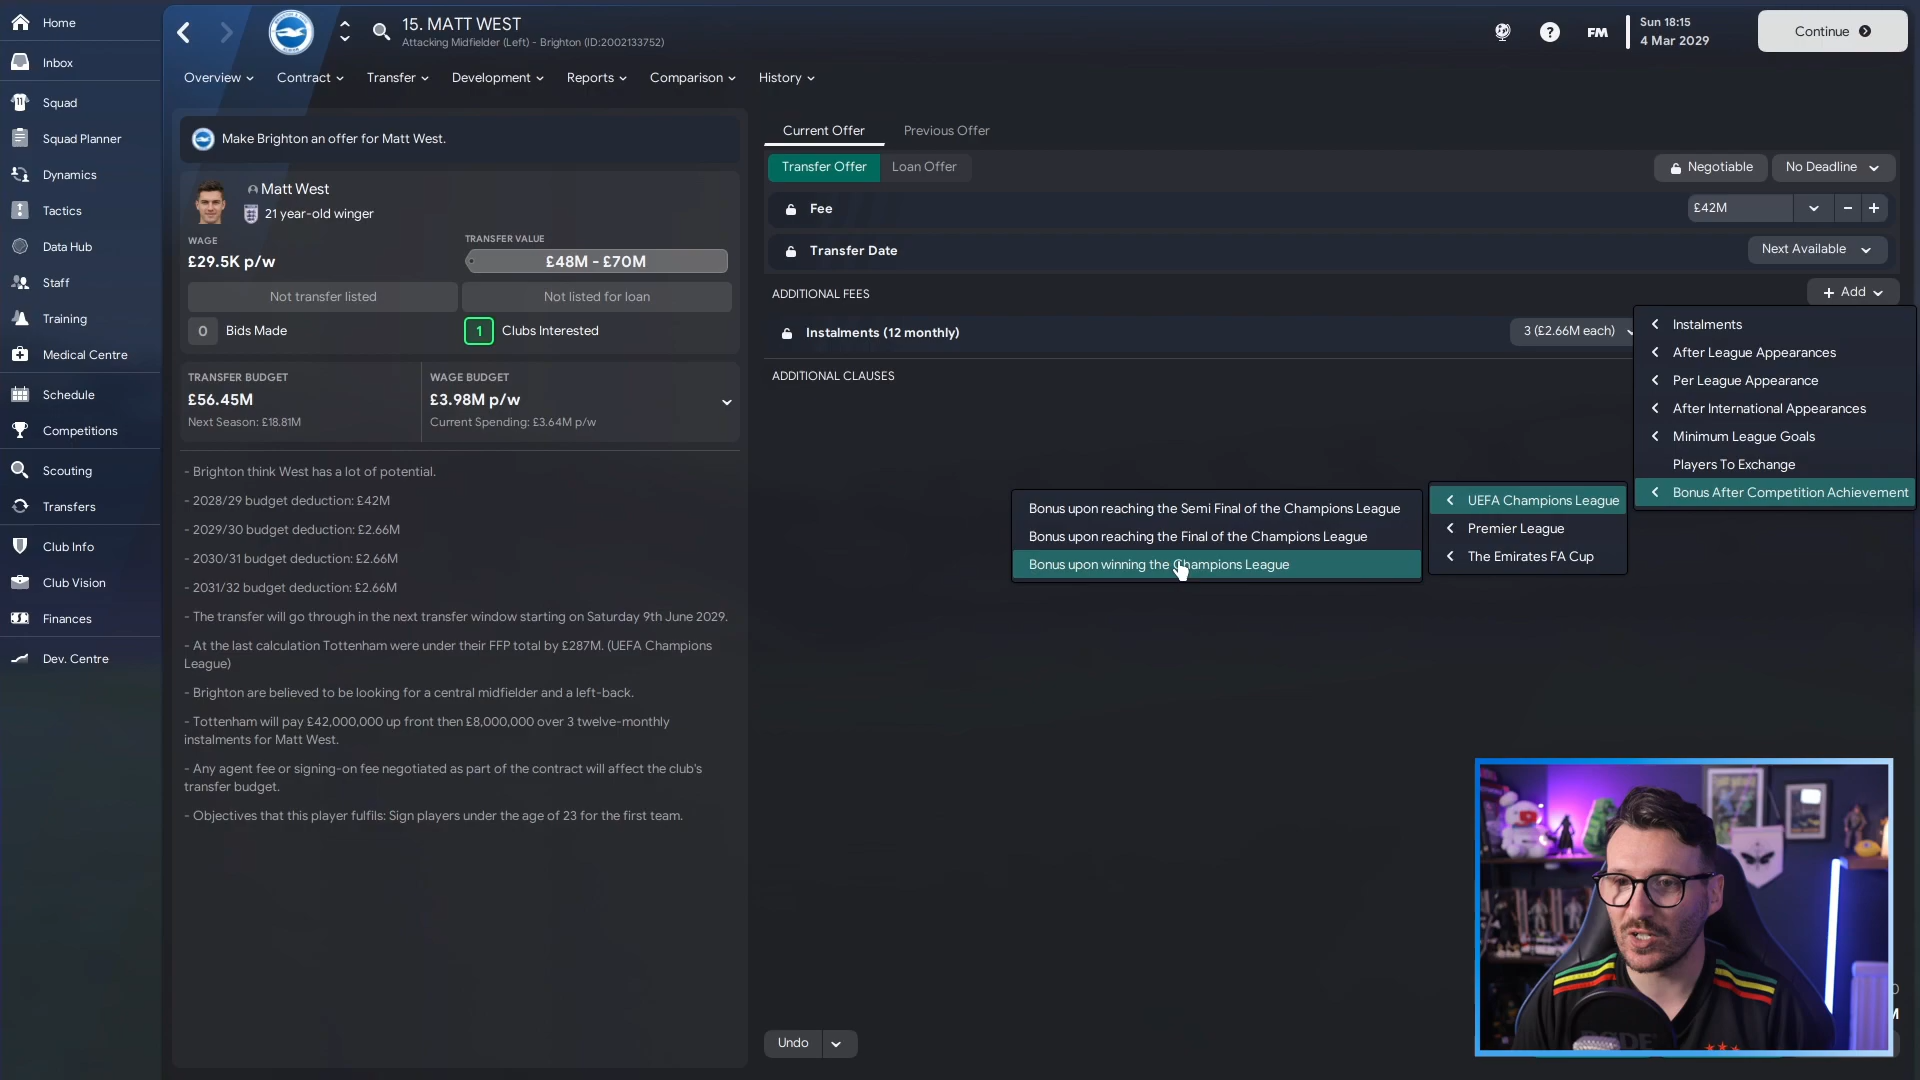 Home
Inbox
Squad
Squad Planner
Dynamics
Tactics
Data Hub
Staff
Training
Medical Centre
Schedule
Competitions
Scouting
Transfers
Club Info
Club Vision
Finances
Dev. Centre
15. MATT WEST
Attacking Midfielder (Left) - Brighton (ID:2002133752)
FM
Sun 18:15
4 Mar 2029
Continue
Overview
Contract
Transfer
Development
Reports
Comparison
History
Make Brighton an offer for Matt West.
Matt West
21 year-old winger
WAGE
£29.5K p/w
TRANSFER VALUE
£48M - £70M
Not transfer listed
Not listed for loan
0 Bids Made
1 Clubs Interested
TRANSFER BUDGET
£56.45M
Next Season: £18.81M
WAGE BUDGET
£3.98M p/w
Current Spending: £3.64M p/w
- Brighton think West has a lot of potential.
- 2028/29 budget deduction: £42M
- 2029/30 budget deduction: £2.66M
- 2030/31 budget deduction: £2.66M
- 2031/32 budget deduction: £2.66M
- The transfer will go through in the next transfer window starting on Saturday 9th June 2029.
- At the last calculation Tottenham were under their FFP total by £287M. (UEFA Champions
League)
- Brighton are believed to be looking for a central midfielder and a left-back.
- Tottenham will pay £42,000,000 up front then £8,000,000 over 3 twelve-monthly
instalments for Matt West.
- Any agent fee or signing-on fee negotiated as part of the contract will affect the club's
transfer budget.
- Objectives that this player fulfils: Sign players under the age of 23 for the first team.
Current Offer
Previous Offer
Transfer Offer
Loan Offer
Negotiable
No Deadline
Fee
£42M
Transfer Date
Next Available
ADDITIONAL FEES
+ Add
Instalments (12 monthly)
3 (£2.66M each)
ADDITIONAL CLAUSES
Instalments
After League Appearances
Per League Appearance
After International Appearances
Minimum League Goals
Players To Exchange
Bonus After Competition Achievement
UEFA Champions League
Premier League
The Emirates FA Cup
Bonus upon reaching the Semi Final of the Champions League
Bonus upon reaching the Final of the Champions League
Bonus upon winning the Champions League
Undo